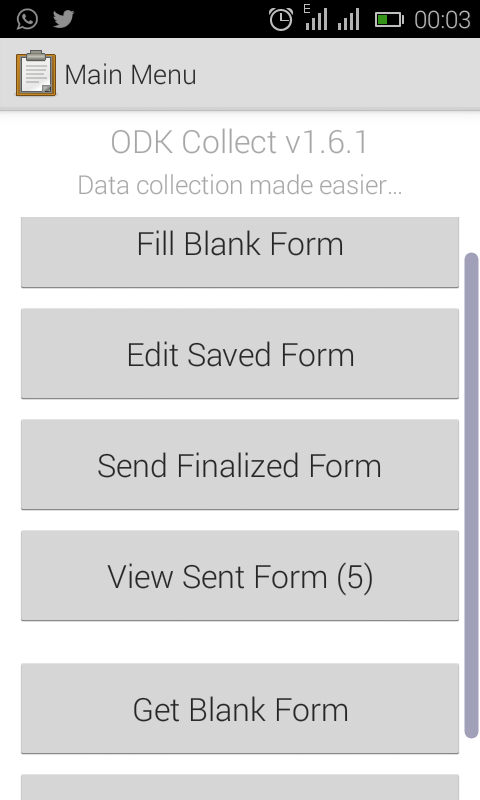 E
00:03
Main Menu
ODK Collect v1.6.1
Data collection made easier...
Fill Blank Form
Edit Saved Form
Send Finalized Form
View Sent Form (5)
Get Blank Form